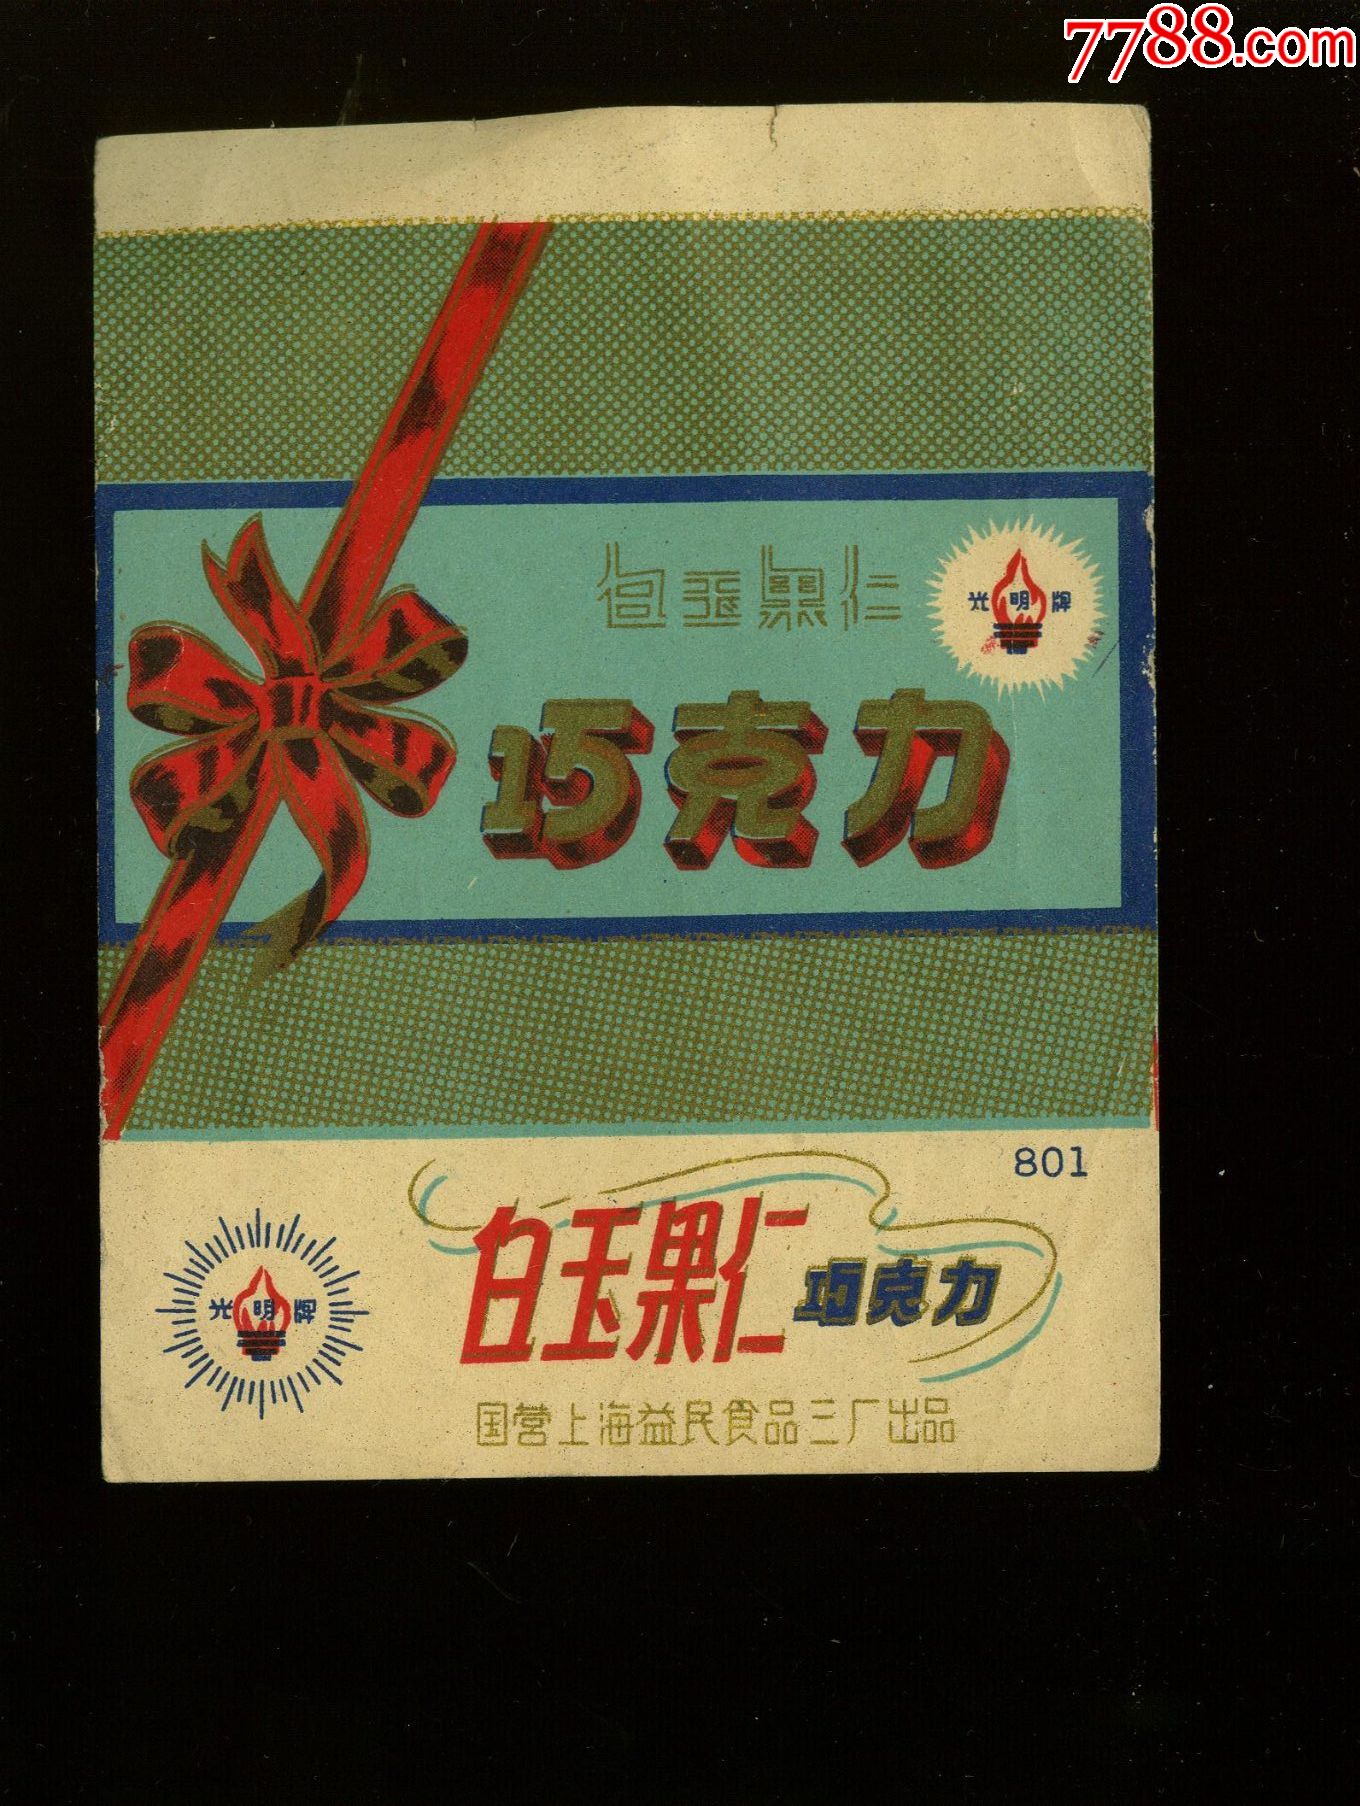 7788.com
白玉果仁
光明牌
巧克力
801
白玉果仁
巧克力
光明牌
国营上海益民食品三厂出品